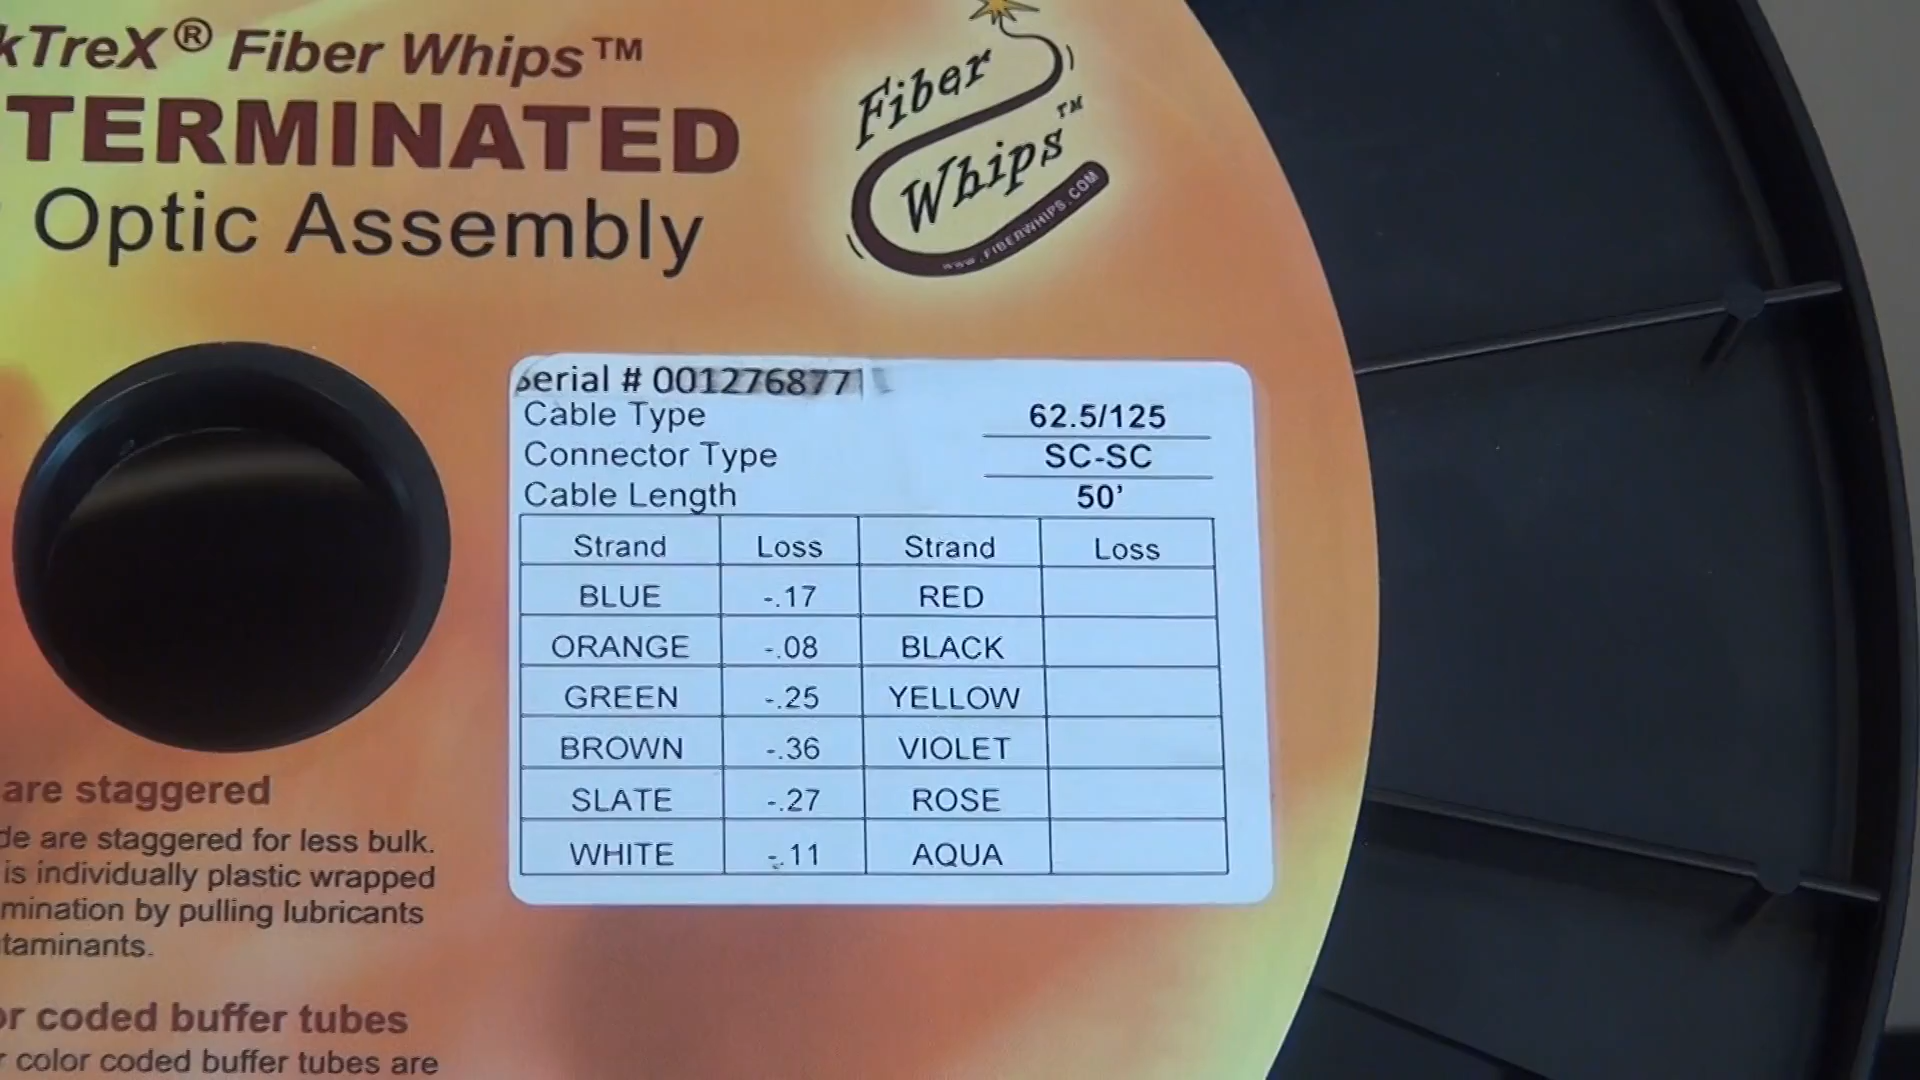 kTreX® Fiber Whips™
TERMINATED
Optic Assembly
Fiber
Whips™
www.FIBERWHIPS.COM
Serial # 001276877
Cable Type 62.5/125
Connector Type SC-SC
Cable Length 50’
Strand Loss Strand Loss
BLUE -.17 RED
ORANGE -.08 BLACK
GREEN -.25 YELLOW
BROWN -.36 VIOLET
SLATE -.27 ROSE
WHITE -.11 AQUA
are staggered
de are staggered for less bulk.
is individually plastic wrapped
mination by pulling lubricants
taminants.
or coded buffer tubes
r color coded buffer tubes are